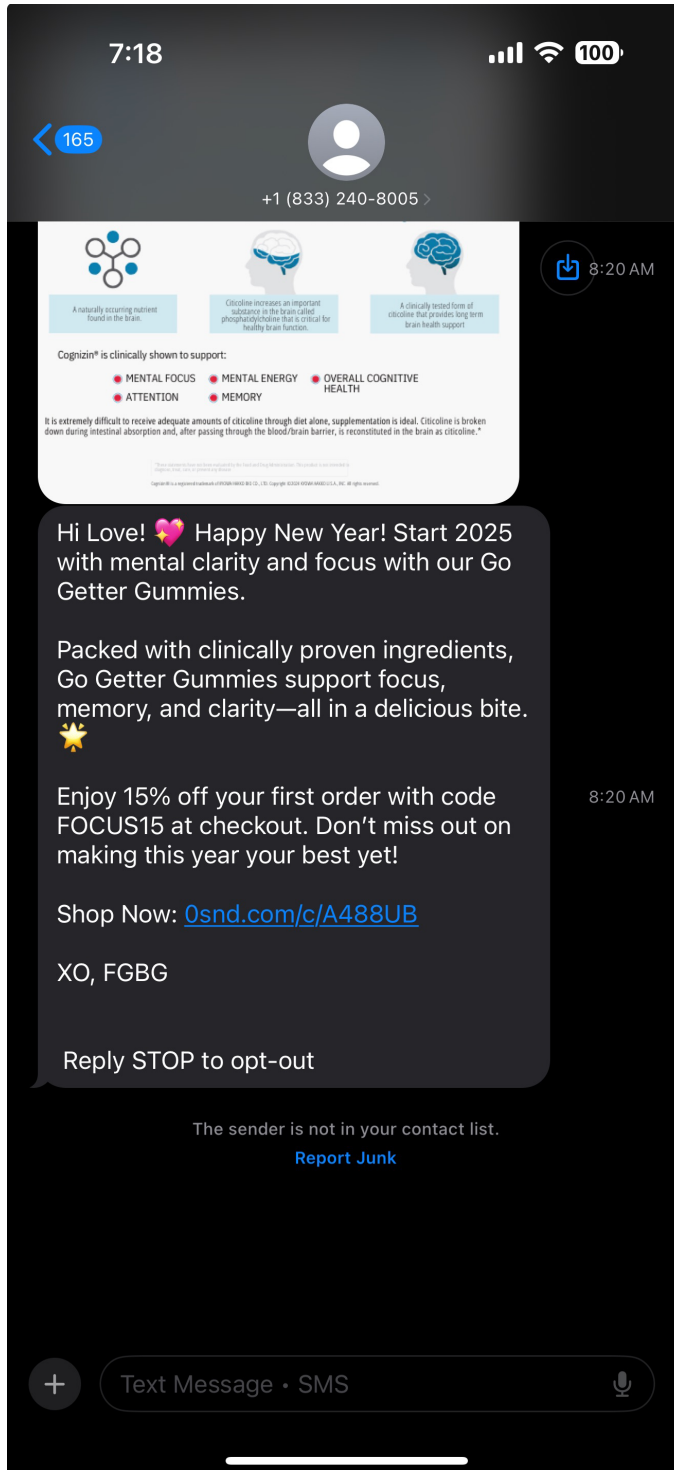 7:18
100
165
+1 (833) 240-8005
8:20 AM
A naturally occurring nutrient
found in the brain.
Citicoline increases an important
substance in the brain called
phosphatidylcholine that is critical for
healthy brain function.
A clinically tested form of
citicoline that provides long term
brain health support
Cognizin® is clinically shown to support:
MENTAL FOCUS
MENTAL ENERGY
OVERALL COGNITIVE
HEALTH
ATTENTION
MEMORY
It is extremely difficult to receive adequate amounts of citicoline through diet alone, supplementation is ideal. Citicoline is broken
down during intestinal absorption and, after passing through the blood/brain barrier, is reconstituted in the brain as citicoline.*
Hi Love! 💖 Happy New Year! Start 2025
with mental clarity and focus with our Go
Getter Gummies.
Packed with clinically proven ingredients,
Go Getter Gummies support focus,
memory, and clarity—all in a delicious bite.
🌟
Enjoy 15% off your first order with code
FOCUS15 at checkout. Don’t miss out on
making this year your best yet!
8:20 AM
Shop Now: 0snd.com/c/A488UB
XO, FGBG
Reply STOP to opt-out
The sender is not in your contact list.
Report Junk
Text Message • SMS